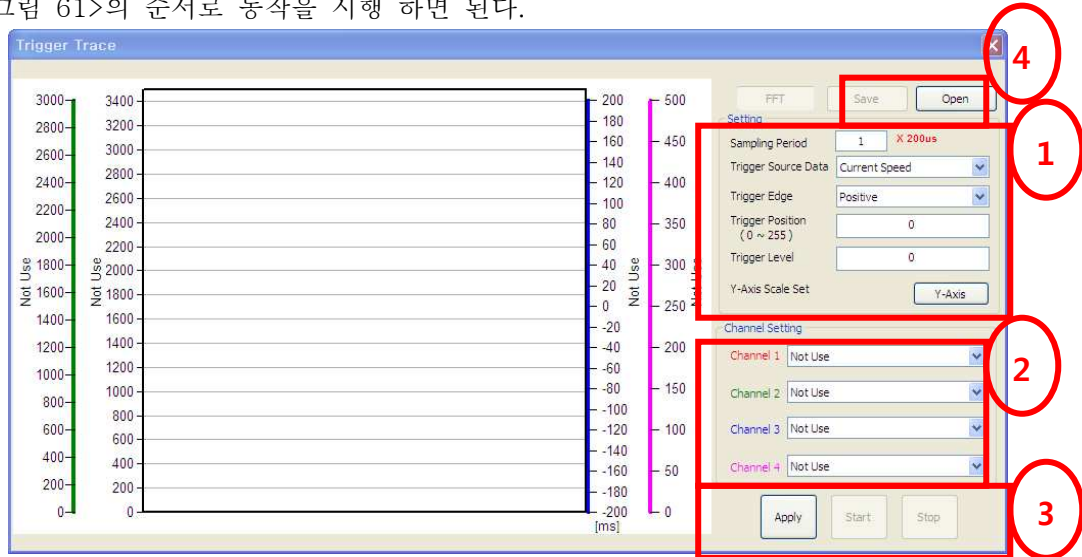 그림 61>의 순서로 동작을 시행 하면 된다.
Trigger Trace
4
FFT
Save
Open
Setting
1
Sampling Period 1 X 200us
Trigger Source Data Current Speed
Trigger Edge Positive
Trigger Position
( 0 ~ 255 )
0
Trigger Level 0
Y-Axis Scale Set Y-Axis
Channel Setting
2
Channel 1 Not Use
Channel 2 Not Use
Channel 3 Not Use
Channel 4 Not Use
3
Apply
Start
Stop
3000
2800
2600
2400
2200
2000
1800
1600
1400
1200
1000
800
600
400
200
0
Not Use
3400
3200
3000
2800
2600
2400
2200
2000
1800
1600
1400
1200
1000
800
600
400
200
0
Not Use
200
180
160
140
120
100
80
60
40
20
0
-20
-40
-60
-80
-100
-120
-140
-160
-180
-200
[ms]
Not Use
500
450
400
350
300
250
200
150
100
50
0